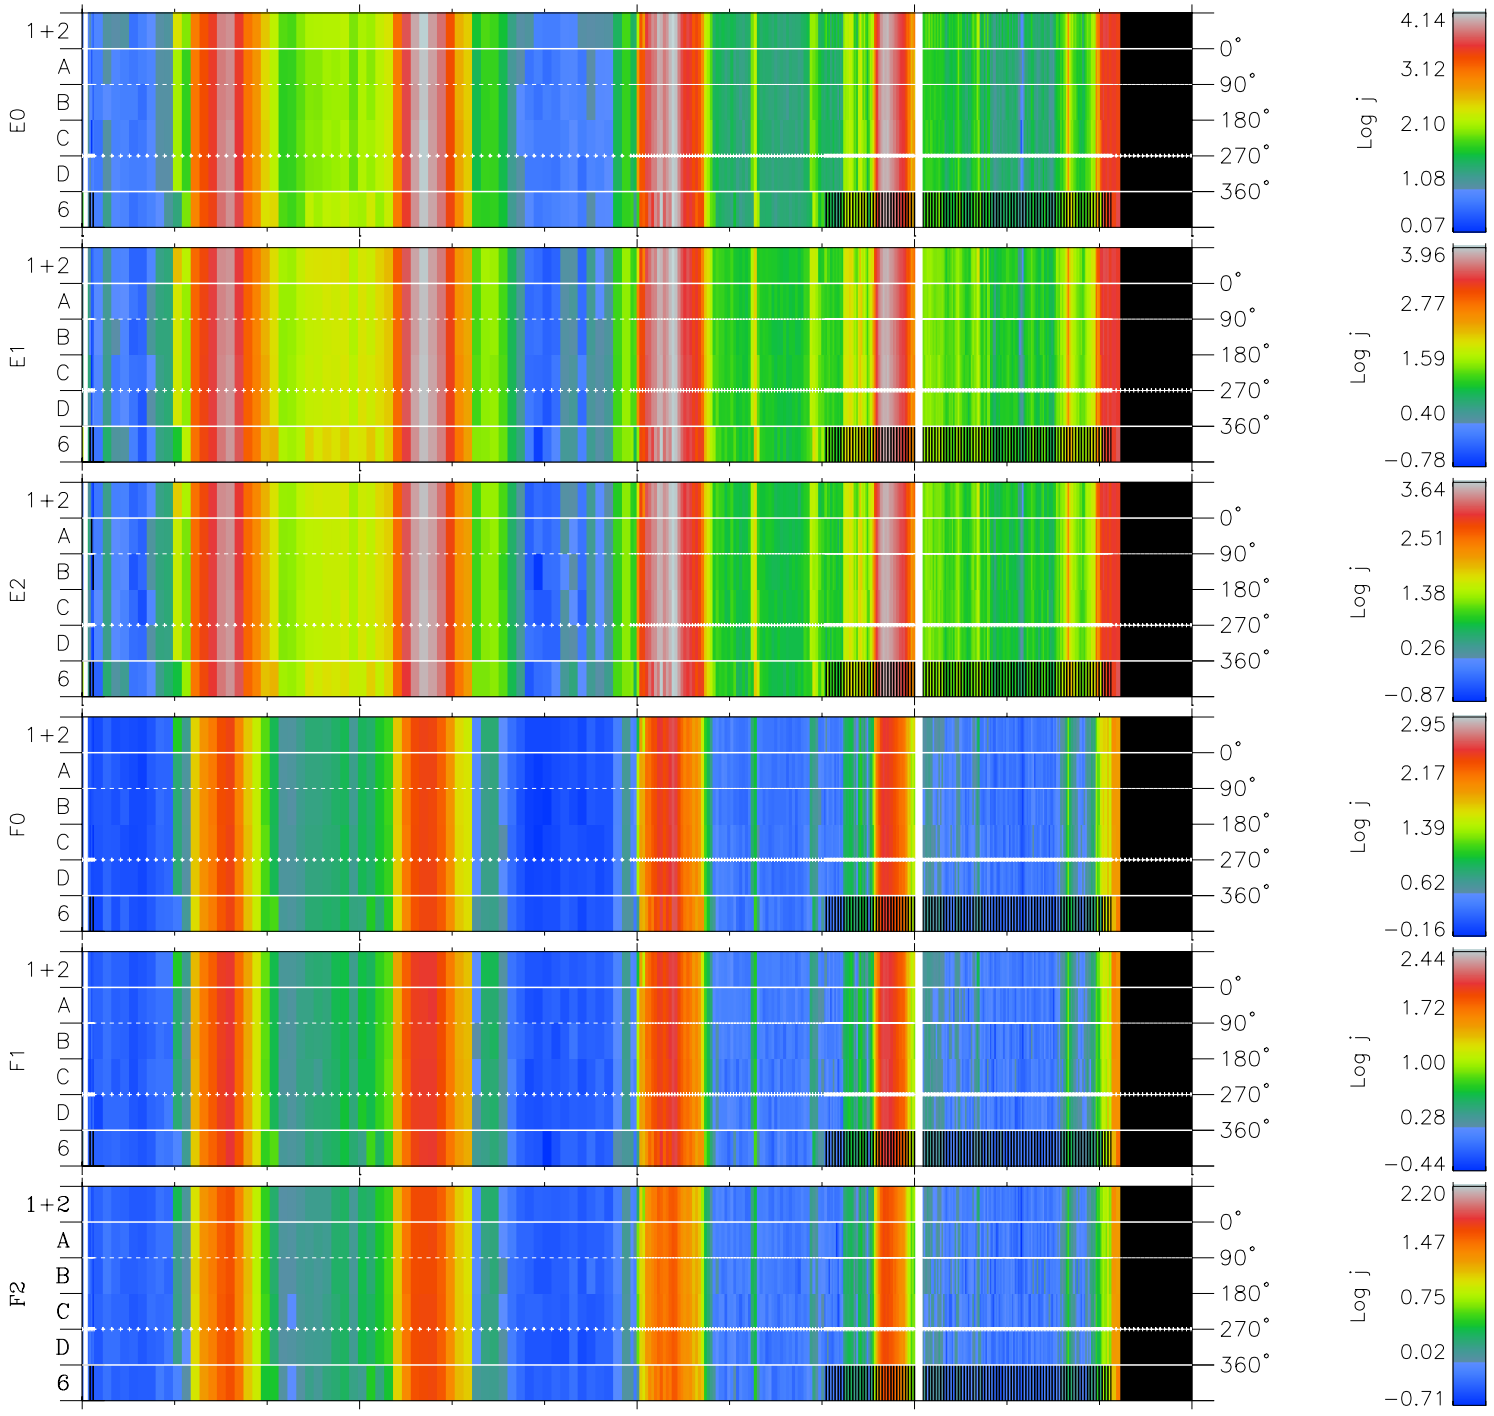 E0
1+2
A
B
C
D
6
0°
90°
180°
270°
360°
Log j
4.14
3.12
2.10
1.08
0.07
E1
1+2
A
B
C
D
6
0°
90°
180°
270°
360°
Log j
3.96
2.77
1.59
0.40
−0.78
E2
1+2
A
B
C
D
6
0°
90°
180°
270°
360°
Log j
3.64
2.51
1.38
0.26
−0.87
F0
1+2
A
B
C
D
6
0°
90°
180°
270°
360°
Log j
2.95
2.17
1.39
0.62
−0.16
F1
1+2
A
B
C
D
6
0°
90°
180°
270°
360°
Log j
2.44
1.72
1.00
0.28
−0.44
F2
1+2
A
B
C
D
6
0°
90°
180°
270°
360°
Log j
2.20
1.47
0.75
0.02
−0.71